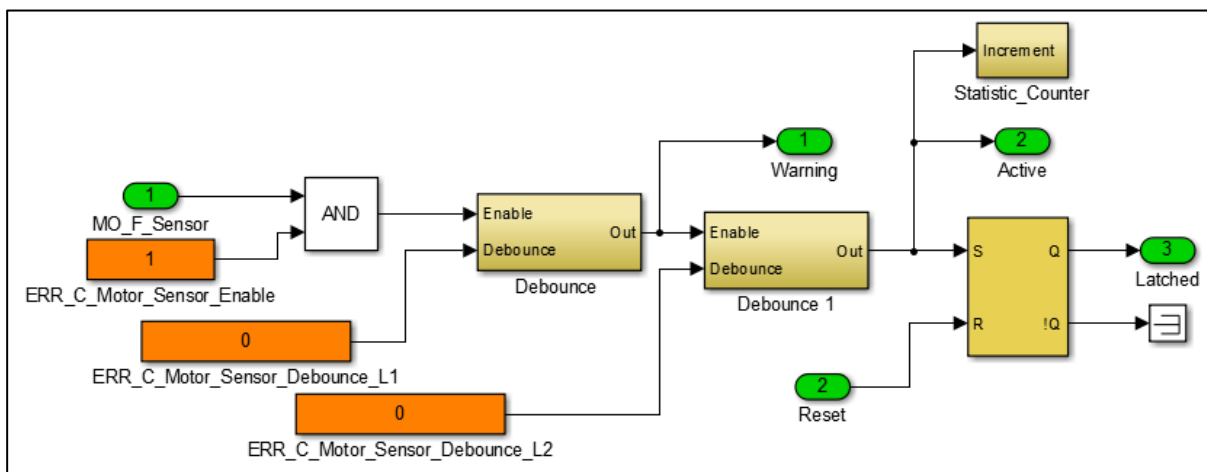 Increment
Statistic_Counter
1
Warning
2
Active
1
MO_F_Sensor
AND
1
ERR_C_Motor_Sensor_Enable
Enable
Debounce
Out
Debounce
Enable
Debounce
Out
Debounce 1
S
Q
R
!Q
3
Latched
0
ERR_C_Motor_Sensor_Debounce_L1
0
ERR_C_Motor_Sensor_Debounce_L2
2
Reset